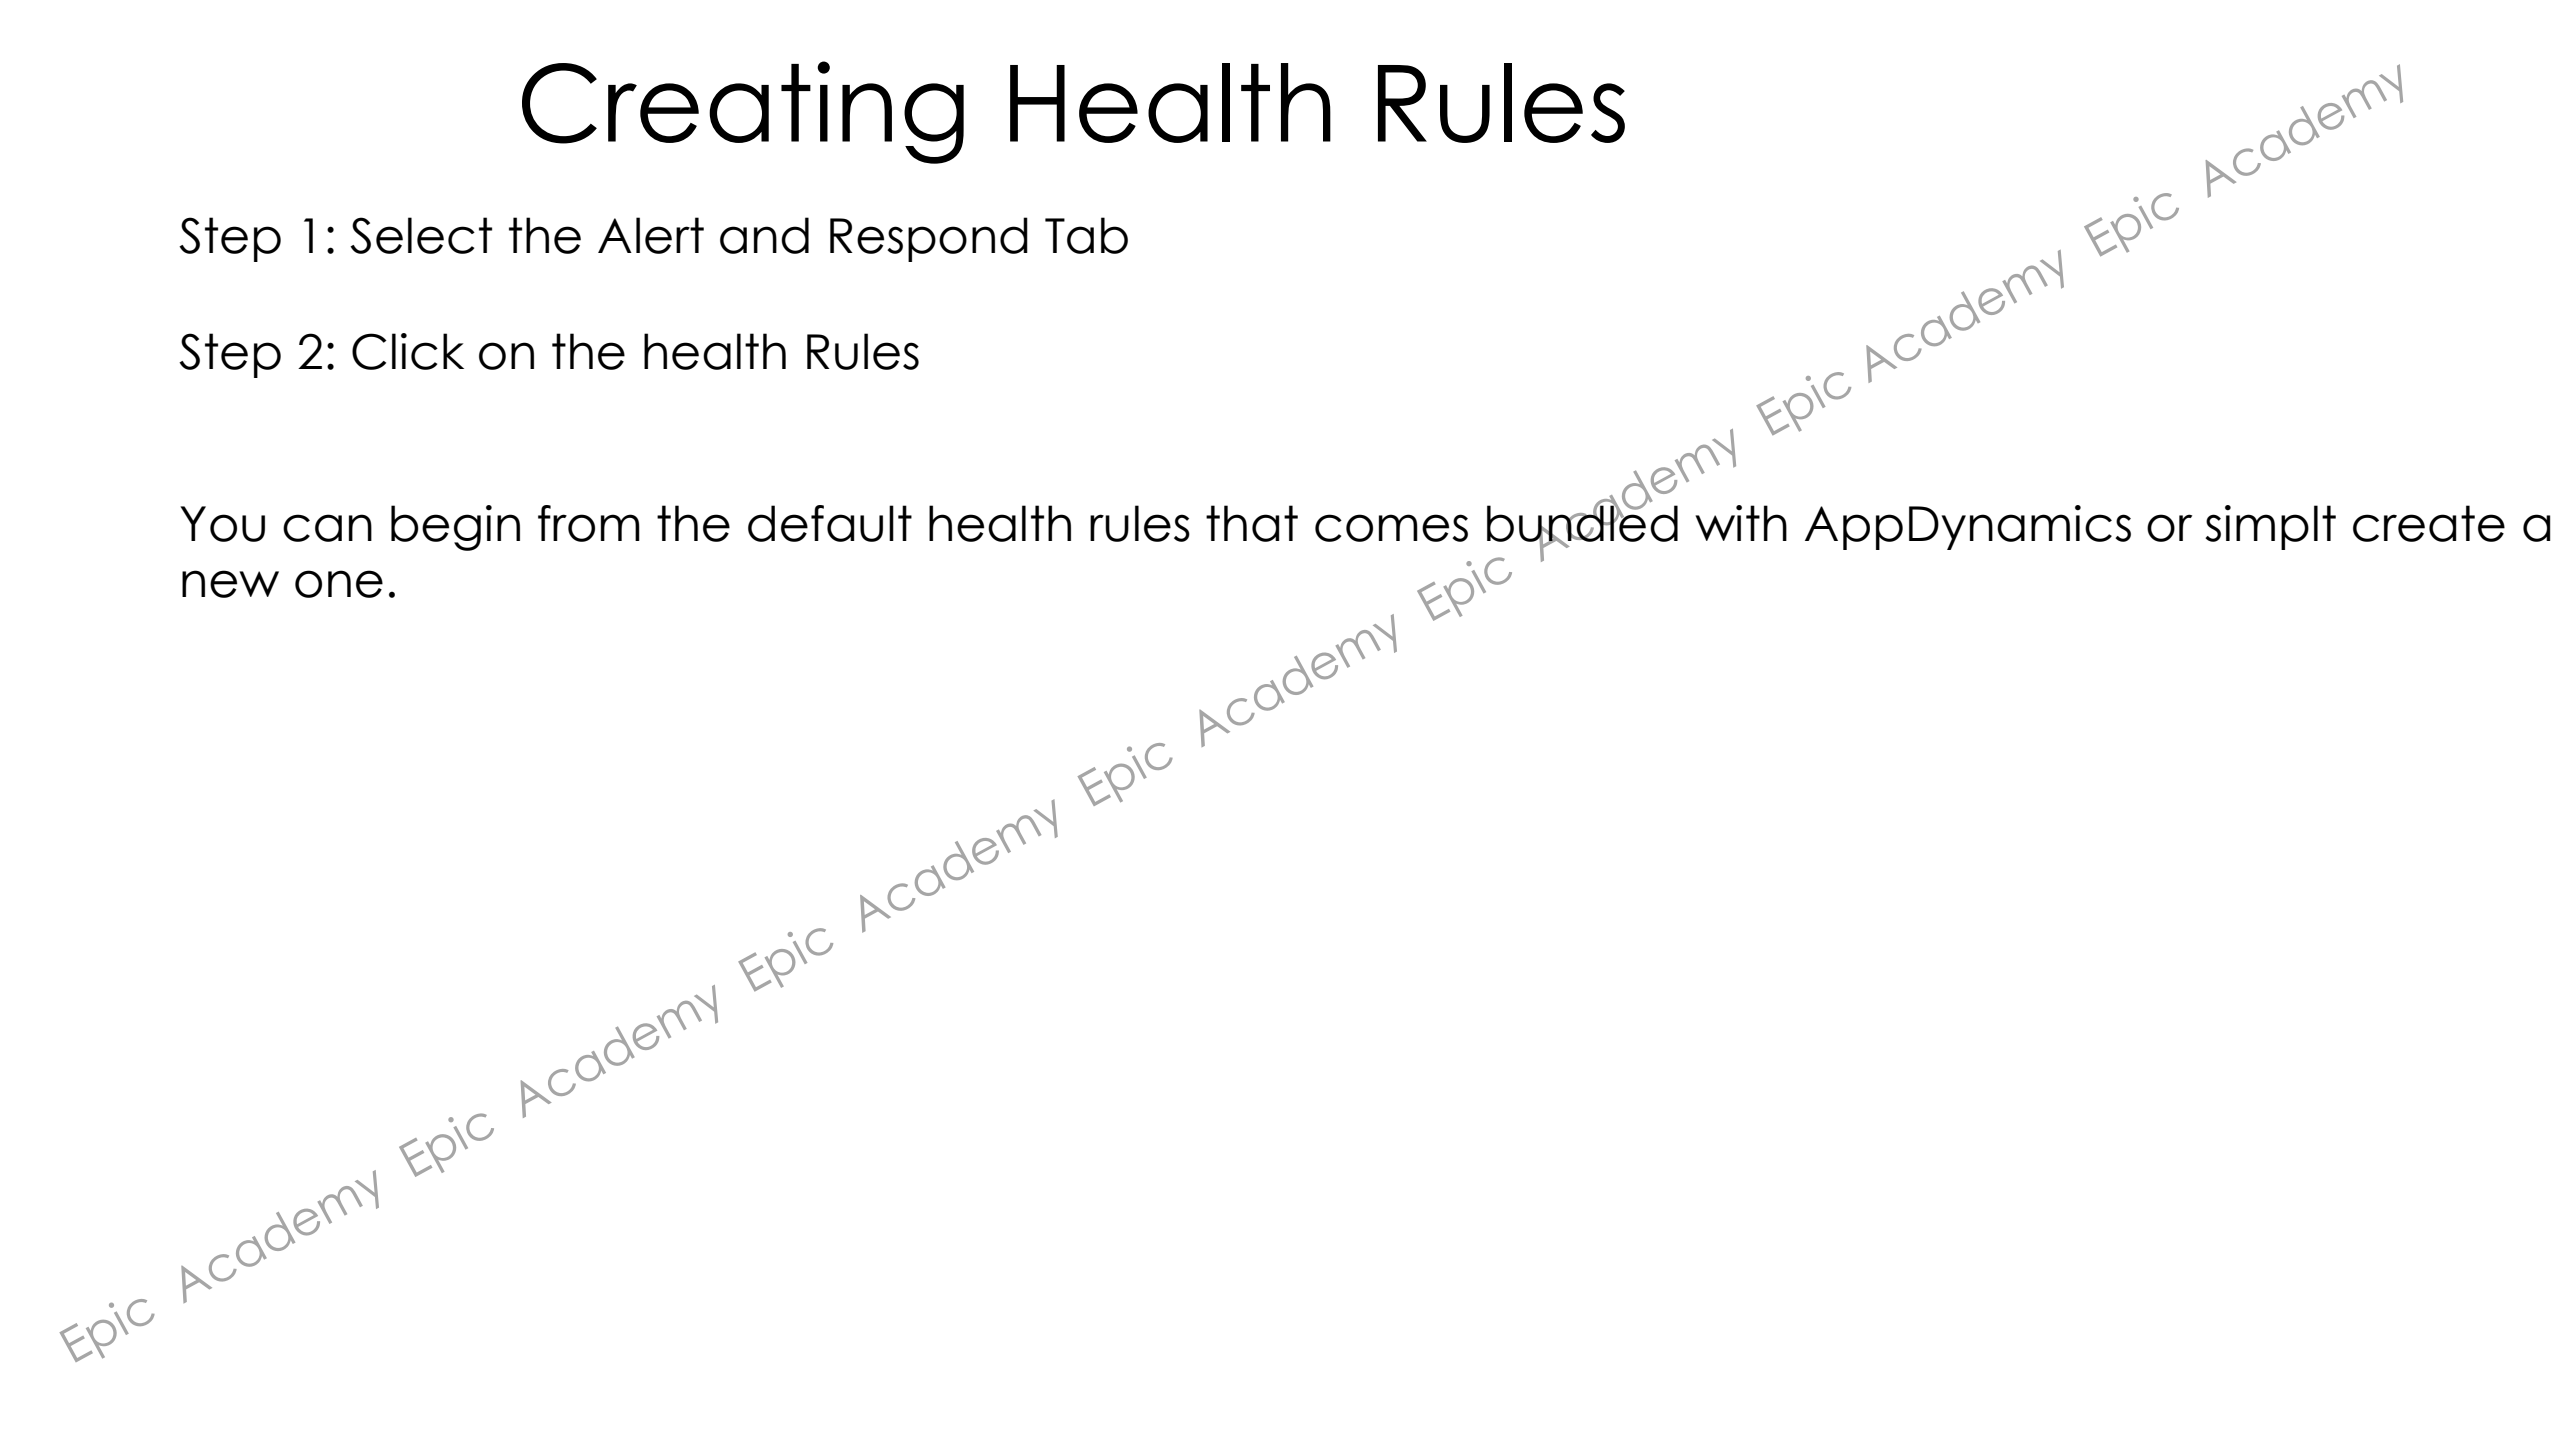 Creating Health Rules
Step 1: Select the Alert and Respond Tab
Step 2: Click on the health Rules
You can begin from the default health rules that comes bundled with AppDynamics or simplt create a
new one.
Epic Academy Epic Academy Epic Academy Epic Academy Epic Academy Epic Academy Epic Academy